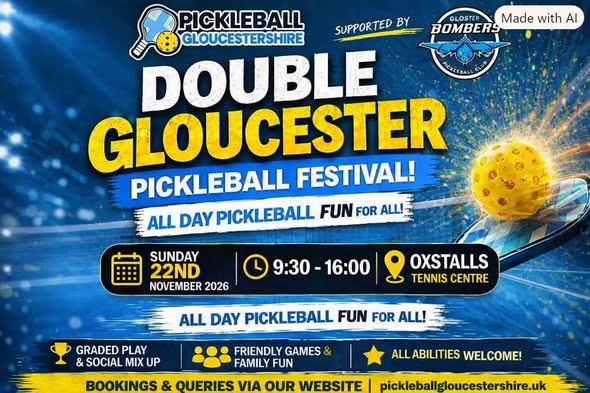 Made with AI
PICKLEBALL
GLOUCESTERSHIRE
SUPPORTED BY
GLOSTER
BOMBERS
PICKLEBALL CLUB
DOUBLE
GLOUCESTER
PICKLEBALL FESTIVAL!
ALL DAY PICKLEBALL FUN FOR ALL!
SUNDAY
22ND
NOVEMBER 2026
9:30 - 16:00
OXSTALLS
TENNIS CENTRE
ALL DAY PICKLEBALL FUN FOR ALL!
GRADED PLAY
& SOCIAL MIX UP
FRIENDLY GAMES &
FAMILY FUN
ALL ABILITIES WELCOME!
BOOKINGS & QUERIES VIA OUR WEBSITE | pickleballgloucestershire.uk